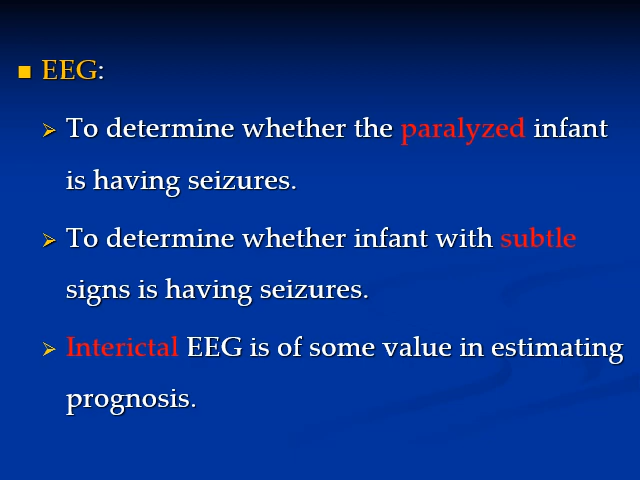 EEG:
To determine whether the paralyzed infant
is having seizures.
To determine whether infant with subtle
signs is having seizures.
Interictal EEG is of some value in estimating
prognosis.